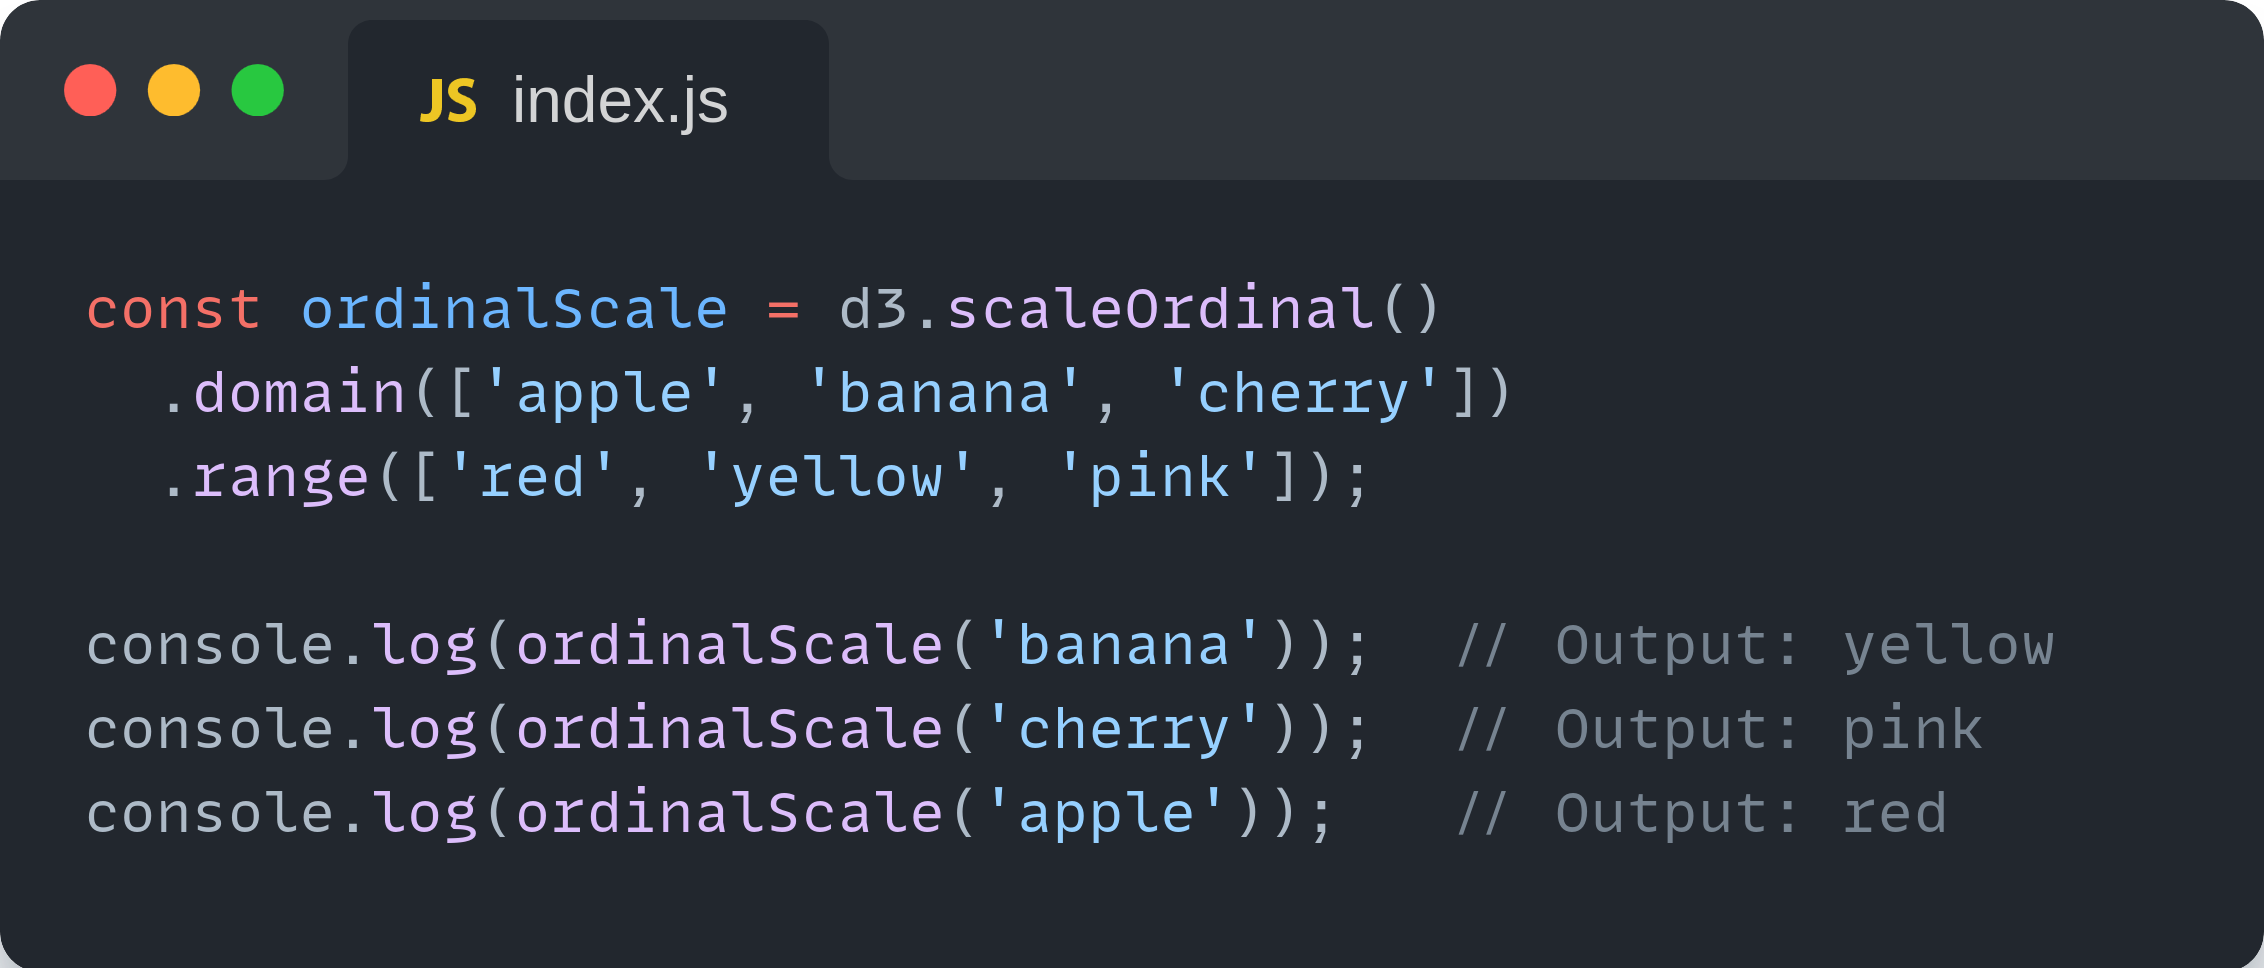 JS index.js
const ordinalScale = d3.scaleOrdinal()
  .domain(['apple', 'banana', 'cherry'])
  .range(['red', 'yellow', 'pink']);

console.log(ordinalScale('banana'));  // Output: yellow
console.log(ordinalScale('cherry'));  // Output: pink
console.log(ordinalScale('apple'));   // Output: red